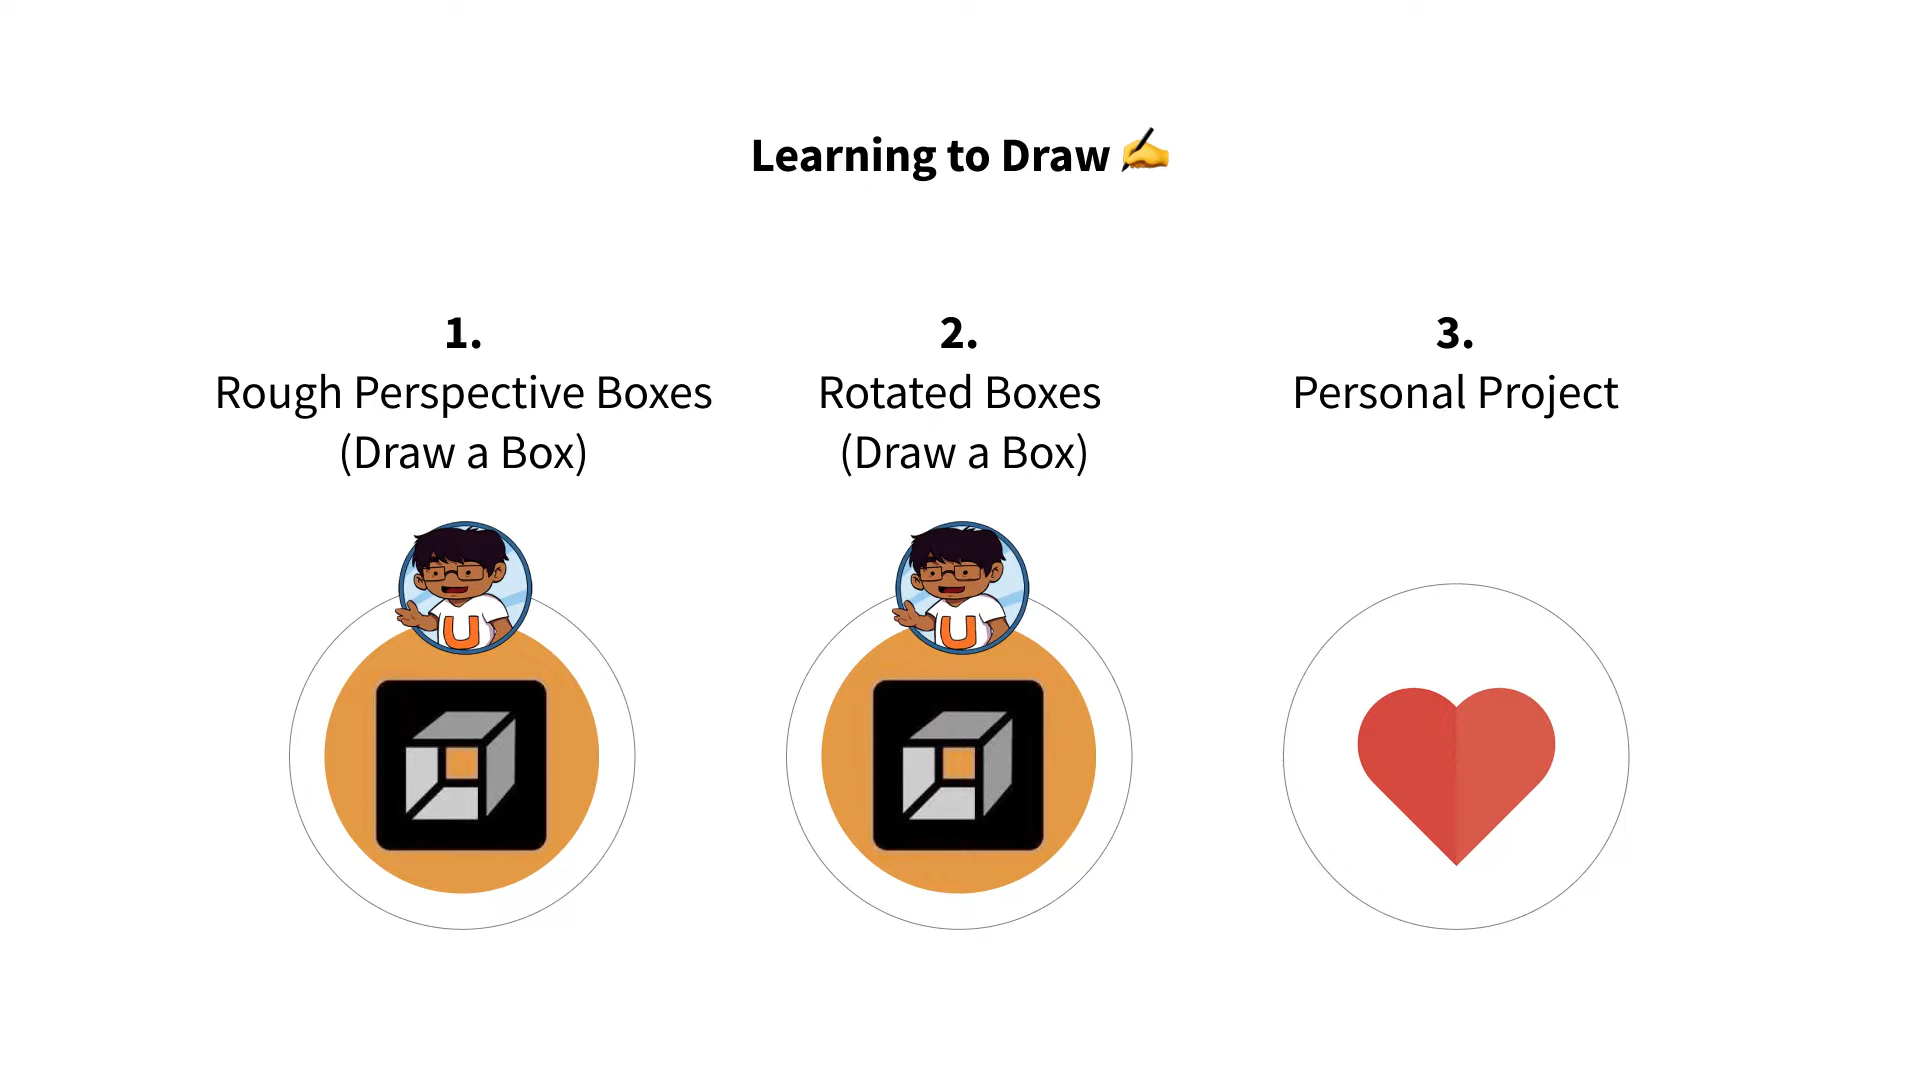 Learning to Draw ✍️
1.
Rough Perspective Boxes
(Draw a Box)
2.
Rotated Boxes
(Draw a Box)
3.
Personal Project
U
U